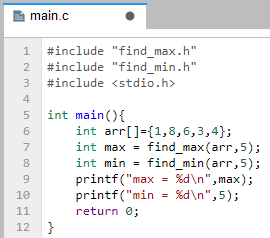 main.c
1 #include "find_max.h"
2 #include "find_min.h"
3 #include <stdio.h>
4
5 int main(){
6     int arr[]={1,8,6,3,4};
7     int max = find_max(arr,5);
8     int min = find_min(arr,5);
9     printf("max = %d\n",max);
10     printf("min = %d\n",5);
11     return 0;
12 }